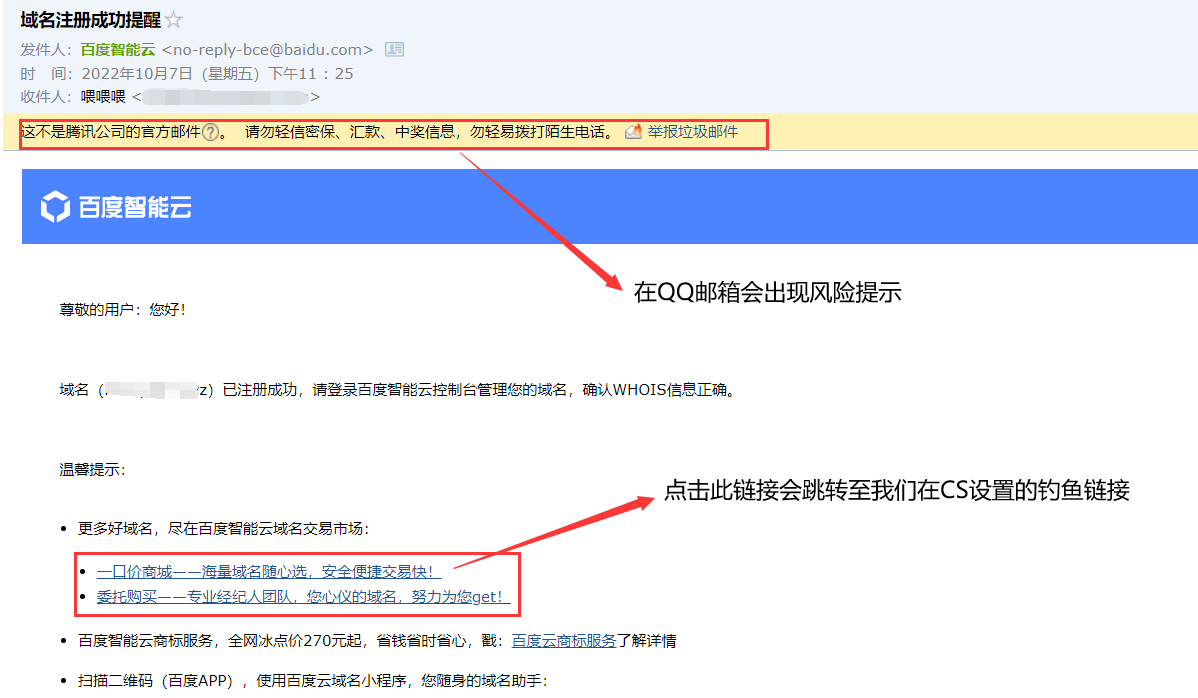 域名注册成功提醒
发件人：百度智能云 <no-reply-bce@baidu.com>
时 间：2022年10月7日（星期五）下午11：25
收件人：喂喂喂 < >
这不是腾讯公司的官方邮件?。 请勿轻信密保、汇款、中奖信息，勿轻易拨打陌生电话。 举报垃圾邮件
百度智能云
在QQ邮箱会出现风险提示
尊敬的用户：您好！
域名（ z）已注册成功，请登录百度智能云控制台管理您的域名，确认WHOIS信息正确。
温馨提示：
点击此链接会跳转至我们在CS设置的钓鱼链接
• 更多好域名，尽在百度智能云域名交易市场：
• 一口价商城——海量域名随心选，安全便捷交易快！
• 委托购买——专业经纪人团队，您心仪的域名，努力为您get！
• 百度智能云商标服务，全网冰点价270元起，省钱省时省心，戳：百度云商标服务了解详情
• 扫描二维码（百度APP），使用百度云域名小程序，您随身的域名助手：